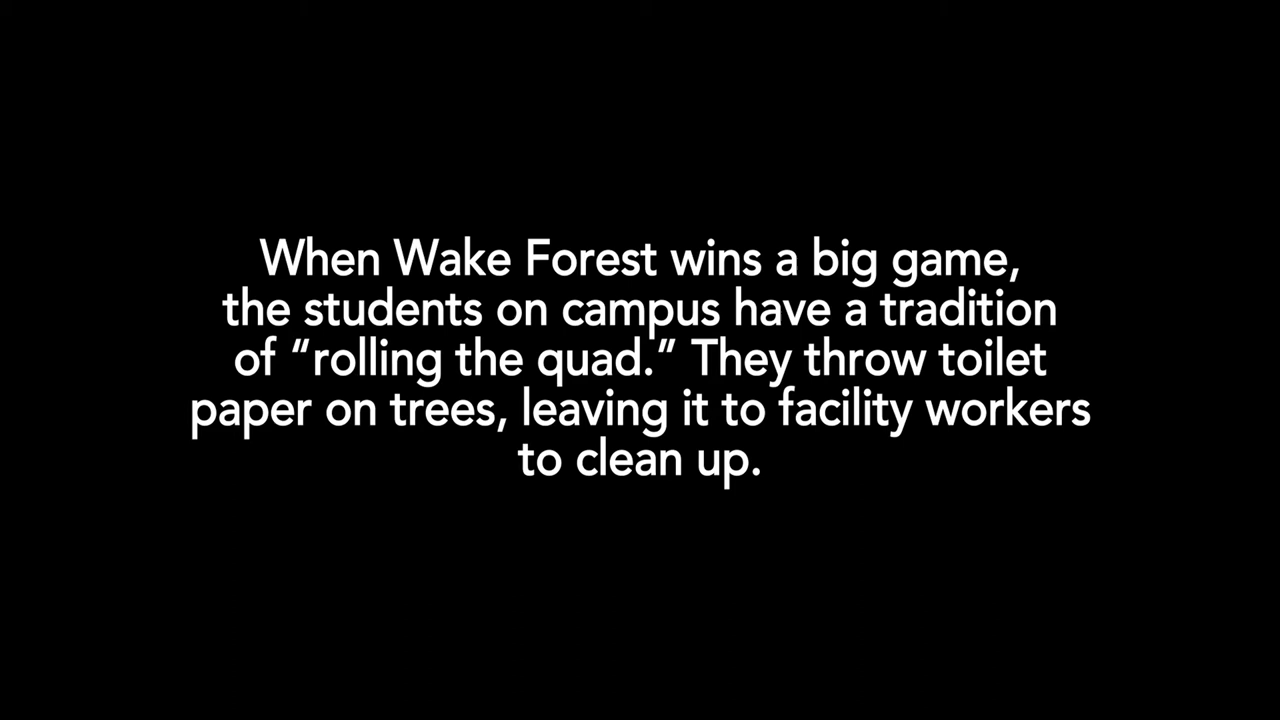 When Wake Forest wins a big game,
the students on campus have a tradition
of “rolling the quad.” They throw toilet
paper on trees, leaving it to facility workers
to clean up.